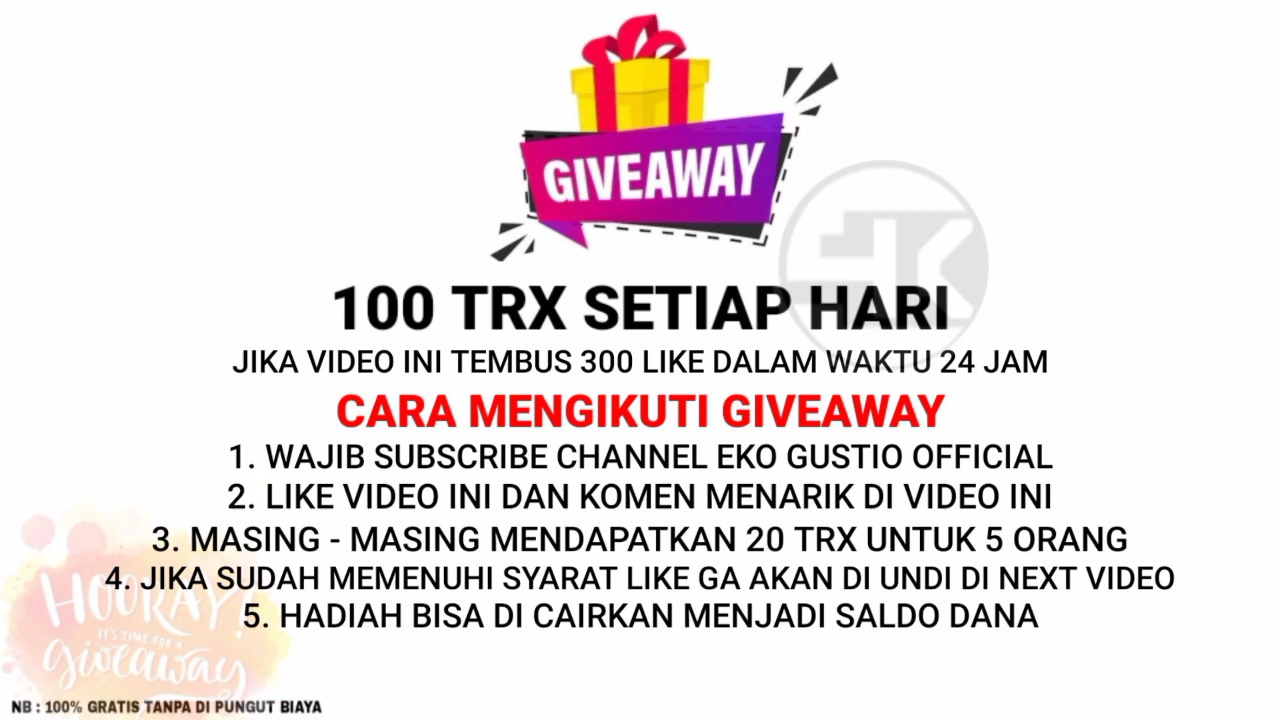 GIVEAWAY
100 TRX SETIAP HARI
JIKA VIDEO INI TEMBUS 300 LIKE DALAM WAKTU 24 JAM
CARA MENGIKUTI GIVEAWAY
1. WAJIB SUBSCRIBE CHANNEL EKO GUSTIO OFFICIAL
2. LIKE VIDEO INI DAN KOMEN MENARIK DI VIDEO INI
3. MASING - MASING MENDAPATKAN 20 TRX UNTUK 5 ORANG
4. JIKA SUDAH MEMENUHI SYARAT LIKE GA AKAN DI UNDI DI NEXT VIDEO
5. HADIAH BISA DI CAIRKAN MENJADI SALDO DANA
HOORAY!
IT'S TIME FOR A
giveaway
NB : 100% GRATIS TANPA DI PUNGUT BIAYA